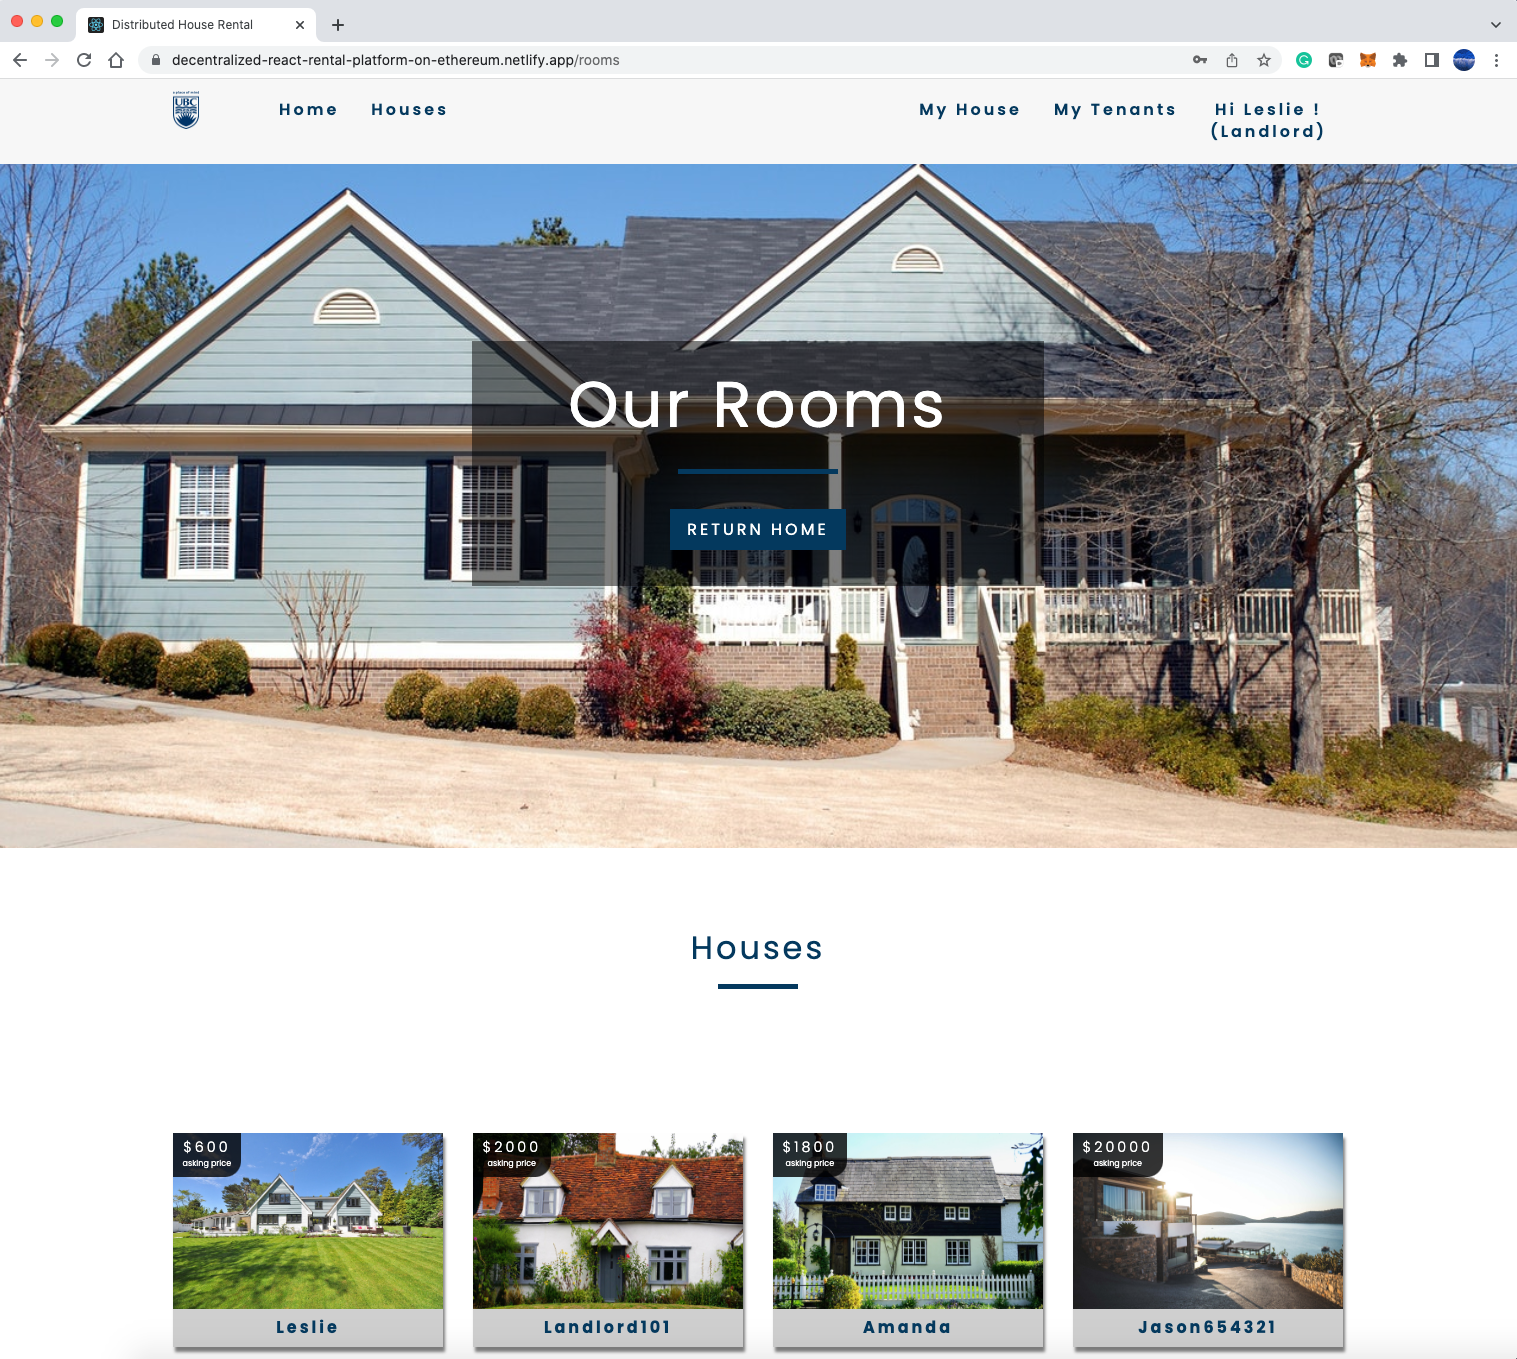 Distributed House Rental
decentralized-react-rental-platform-on-ethereum.netlify.app/rooms
UBC
Home
Houses
My House
My Tenants
Hi Leslie !
(Landlord)
Our Rooms
RETURN HOME
Houses
$600
asking price
Leslie
$2000
asking price
Landlord101
$1800
asking price
Amanda
$20000
asking price
Jason654321